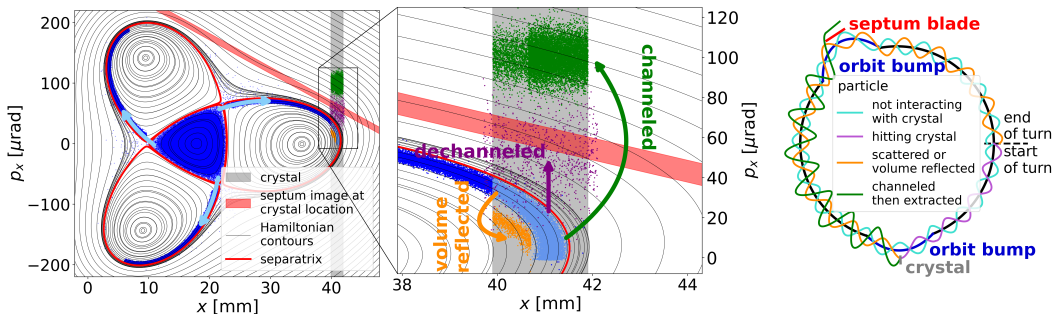 200
100
0
−100
−200
0
10
20
30
40
x [mm]
pₓ [μrad]
crystal
septum image at
crystal location
Hamiltonian
contours
separatrix
channeled
dechanneled
volume
reflected
120
100
80
60
40
20
0
38
40
42
44
x [mm]
pₓ [μrad]
septum blade
orbit bump
particle
not interacting
with crystal
hitting crystal
scattered or
volume reflected
channeled
then extracted
end
of turn
start
of turn
orbit bump
crystal